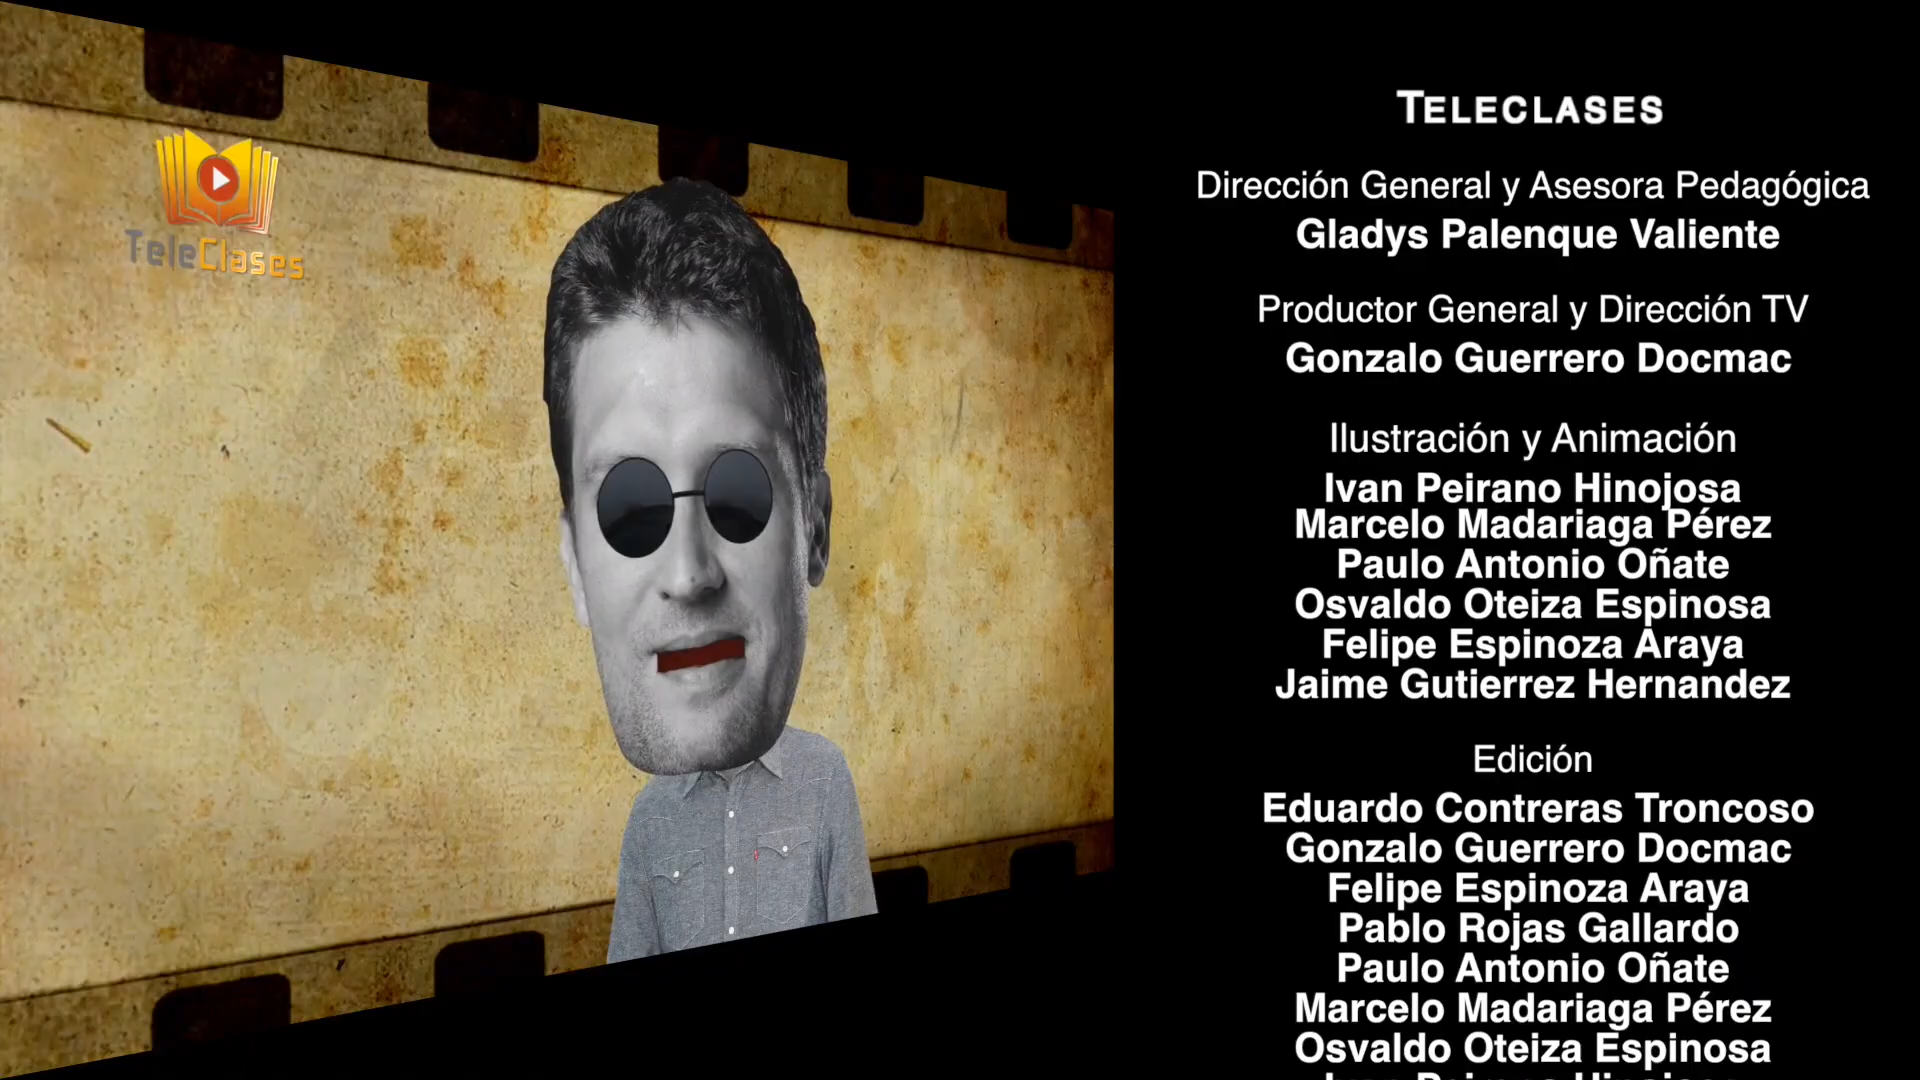 TeleClases
TELECLASES
Dirección General y Asesora Pedagógica
Gladys Palenque Valiente
Productor General y Dirección TV
Gonzalo Guerrero Docmac
Ilustración y Animación
Ivan Peirano Hinojosa
Marcelo Madariaga Pérez
Paulo Antonio Oñate
Osvaldo Oteiza Espinosa
Felipe Espinoza Araya
Jaime Gutierrez Hernandez
Edición
Eduardo Contreras Troncoso
Gonzalo Guerrero Docmac
Felipe Espinoza Araya
Pablo Rojas Gallardo
Paulo Antonio Oñate
Marcelo Madariaga Pérez
Osvaldo Oteiza Espinosa